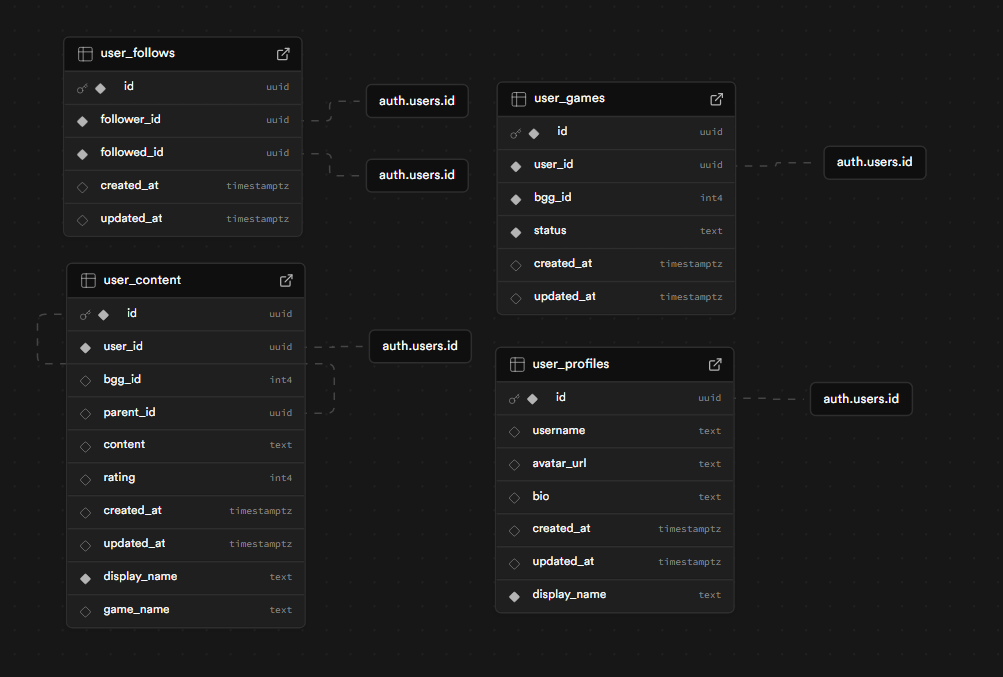 user_follows
id uuid
follower_id uuid
followed_id uuid
created_at timestamptz
updated_at timestamptz
auth.users.id
auth.users.id
user_games
id uuid
user_id uuid
bgg_id int4
status text
created_at timestamptz
updated_at timestamptz
auth.users.id
user_content
id uuid
user_id uuid
bgg_id int4
parent_id uuid
content text
rating int4
created_at timestamptz
updated_at timestamptz
display_name text
game_name text
auth.users.id
user_profiles
id uuid
username text
avatar_url text
bio text
created_at timestamptz
updated_at timestamptz
display_name text
auth.users.id